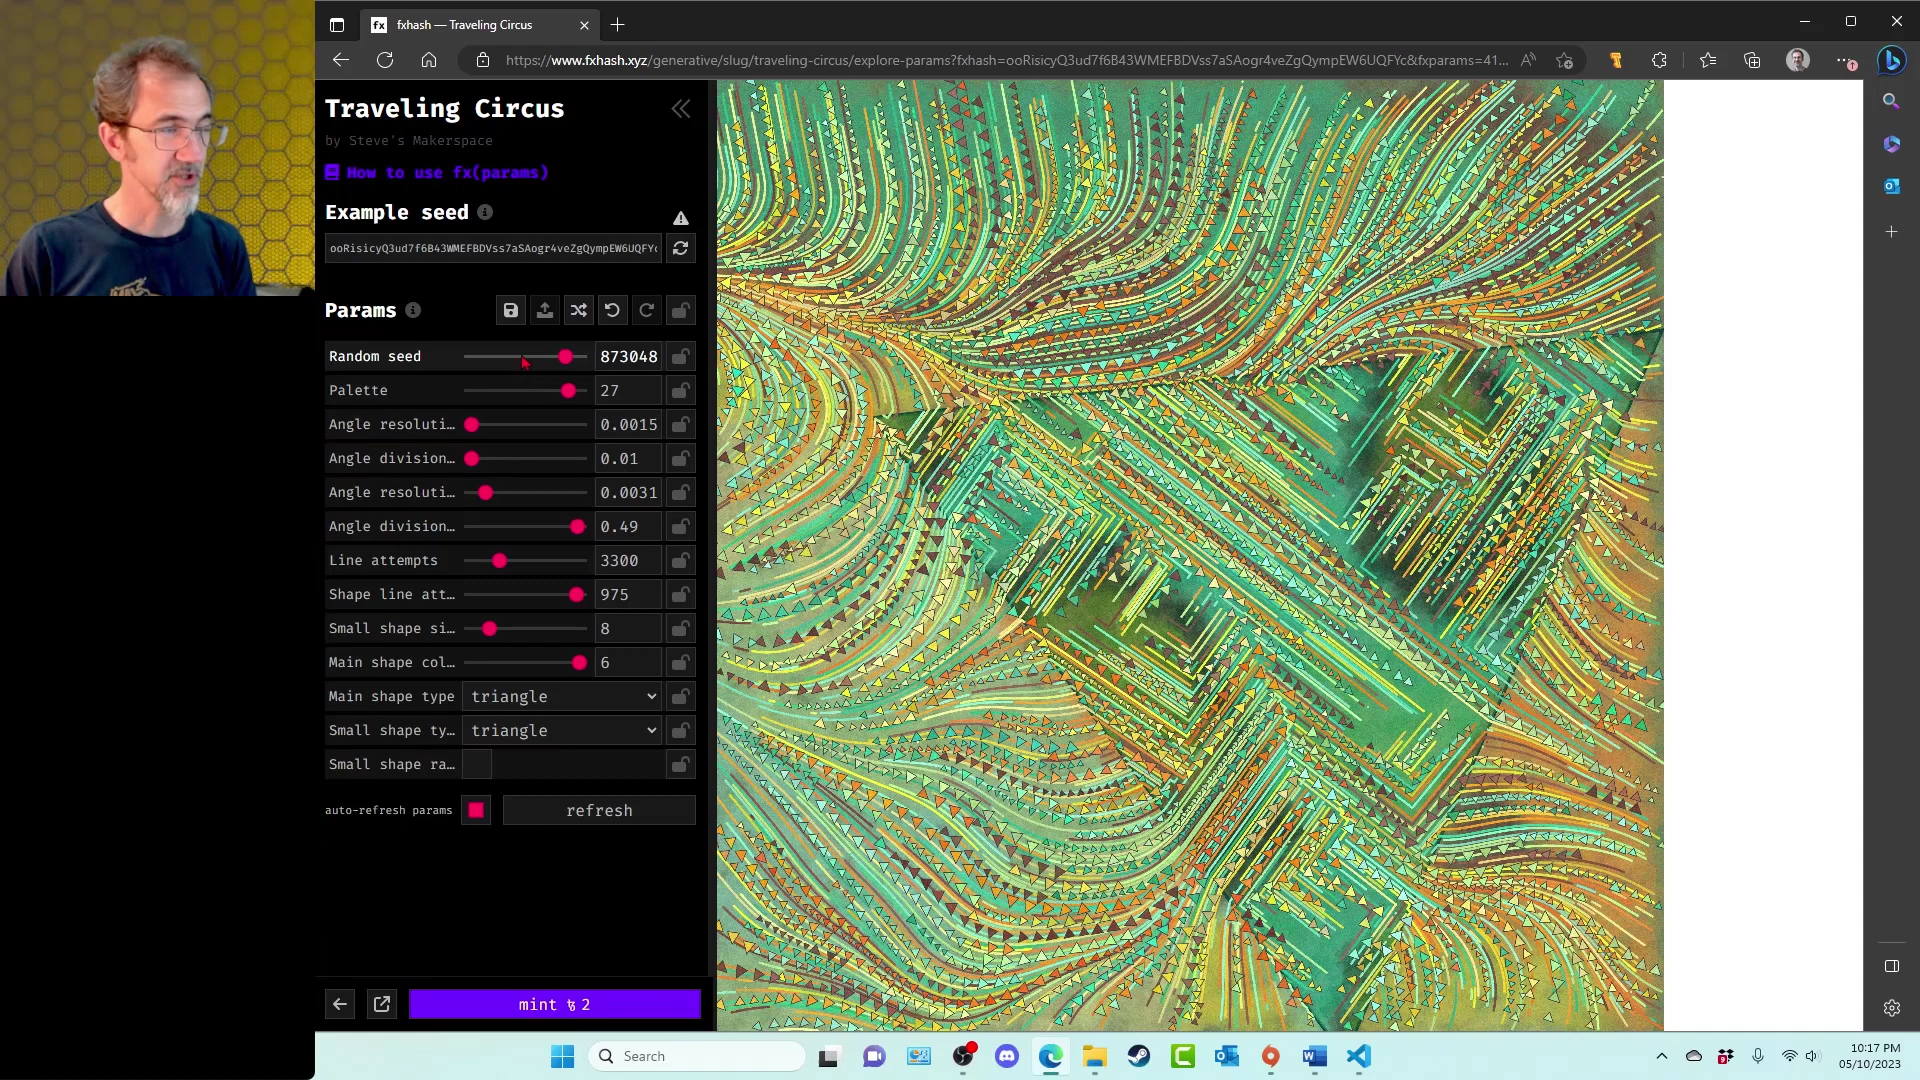 fx fxhash — Traveling Circus
https://www.fxhash.xyz/generative/slug/traveling-circus/explore-params?fxhash=ooRisicyQ3ud7f6B43WMEFBDVss7aSAogr4veZgQympEW6UQFYc&fxparams=41...
Traveling Circus
by Steve's Makerspace
How to use fx(params)
Example seed
ooRisicyQ3ud7f6B43WMEFBDVss7aSAogr4veZgQympEW6UQFYc
Params
Random seed 873048
Palette 27
Angle resoluti… 0.0015
Angle division… 0.01
Angle resoluti… 0.0031
Angle division… 0.49
Line attempts 3300
Shape line att… 975
Small shape si… 8
Main shape col… 6
Main shape type triangle
Small shape ty… triangle
Small shape ra…
auto-refresh params refresh
mint ꜩ 2
Search
10:17 PM
05/10/2023